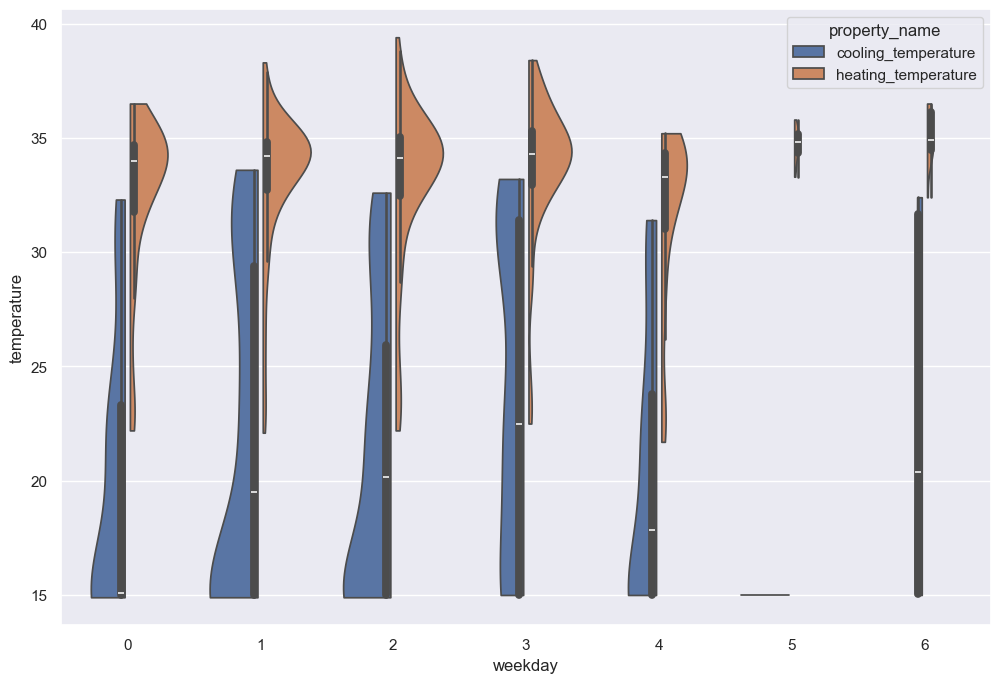 40
35
30
25
20
15
temperature
0 1 2 3 4 5 6
weekday
property_name
cooling_temperature
heating_temperature